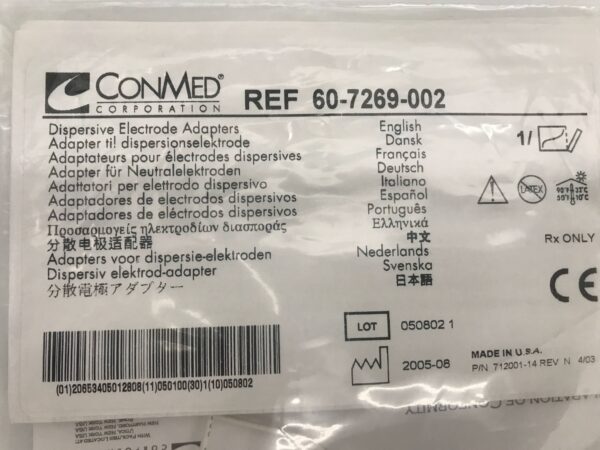 CONMED®
CORPORATION
REF 60-7269-002
Dispersive Electrode Adapters English
Adapter til dispersionselektrode Dansk
Adaptateurs pour électrodes dispersives Français
Adapter für Neutralelektroden Deutsch
Adattatori per elettrodo dispersivo Italiano
Adaptadores de electrodos dispersivos Español
Adaptadores de eléctrodos dispersivos Português
Προσαρμογείς ηλεκτροδίων διασποράς Ελληνικά
分散电极适配器 中文
Adapters voor dispersie-elektroden Nederlands
Dispersiv elektrod-adapter Svenska
分散電極アダプター 日本語
1/
LATEX
Rx ONLY
CE
LOT 050802 1
2005-06
MADE IN U.S.A.
P/N 712001-14 REV N 4/03
(01)20653405012808(11)050100(30)1(10)050802
LARATION OF CONFORMITY